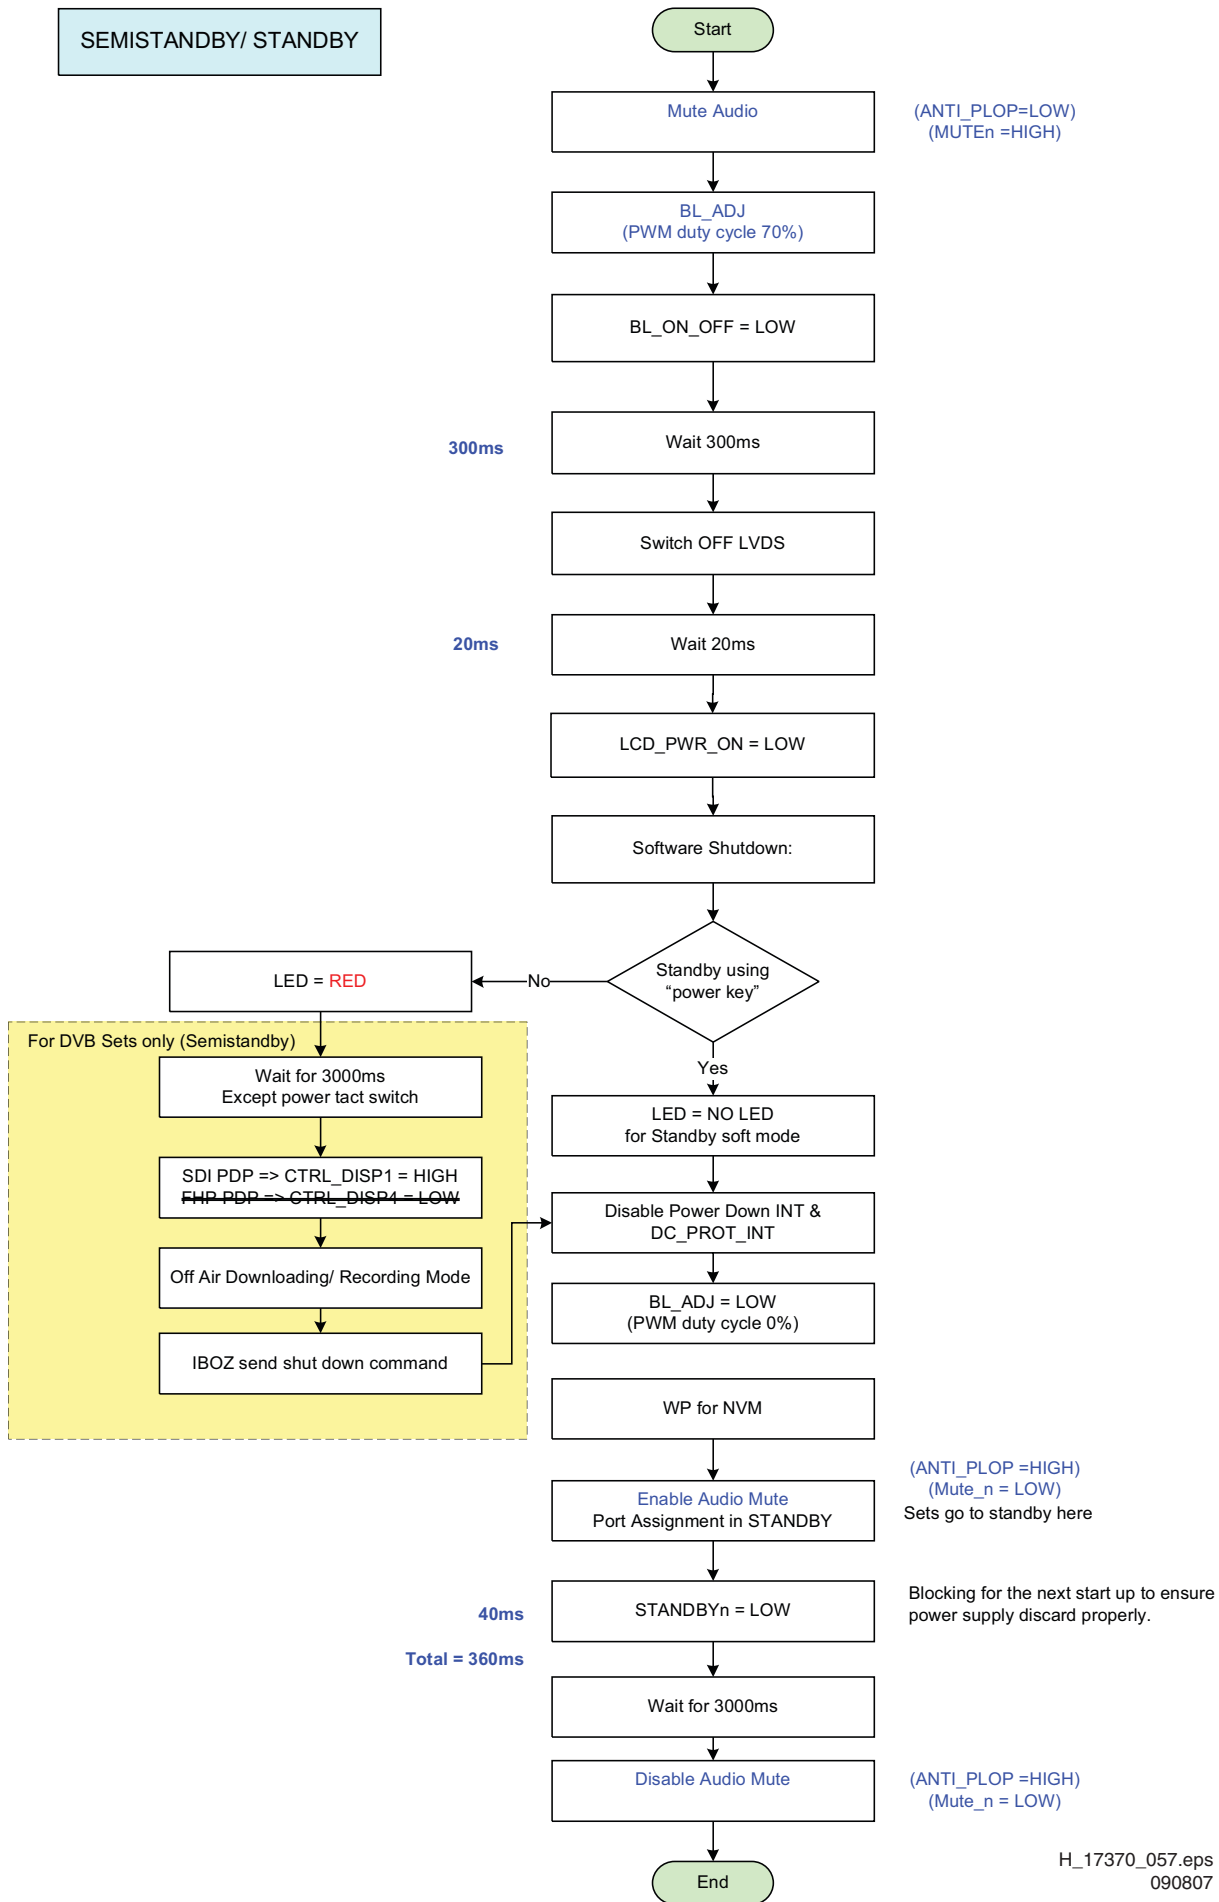 SEMISTANDBY/ STANDBY
Start
Mute Audio
(ANTI_PLOP=LOW)
(MUTEn =HIGH)
BL_ADJ
(PWM duty cycle 70%)
BL_ON_OFF = LOW
300ms
Wait 300ms
Switch OFF LVDS
20ms
Wait 20ms
LCD_PWR_ON = LOW
Software Shutdown:
Standby using
“power key”
No
LED = RED
Yes
For DVB Sets only (Semistandby)
Wait for 3000ms
Except power tact switch
SDI PDP => CTRL_DISP1 = HIGH
FHP PDP => CTRL_DISP4 = LOW
Off Air Downloading/ Recording Mode
IBOZ send shut down command
LED = NO LED
for Standby soft mode
Disable Power Down INT &
DC_PROT_INT
BL_ADJ = LOW
(PWM duty cycle 0%)
WP for NVM
Enable Audio Mute
Port Assignment in STANDBY
(ANTI_PLOP =HIGH)
(Mute_n = LOW)
Sets go to standby here
40ms
STANDBYn = LOW
Blocking for the next start up to ensure
power supply discard properly.
Total = 360ms
Wait for 3000ms
Disable Audio Mute
(ANTI_PLOP =HIGH)
(Mute_n = LOW)
End
H_17370_057.eps
090807